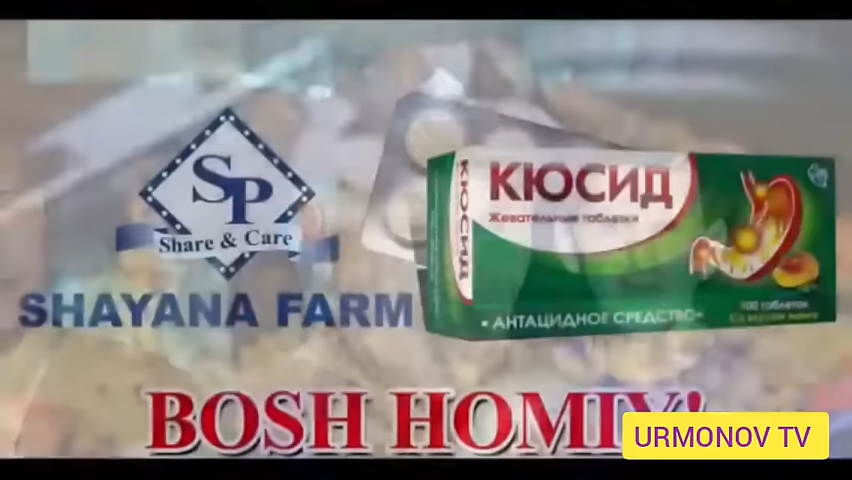 SP
Share & Care
SHAYANA FARM
КЮСИД
КЮСИД
Жевательные таблетки
* АНТАЦИДНОЕ СРЕДСТВО*
100 таблеток
BOSH HOMIY!
URMONOV TV